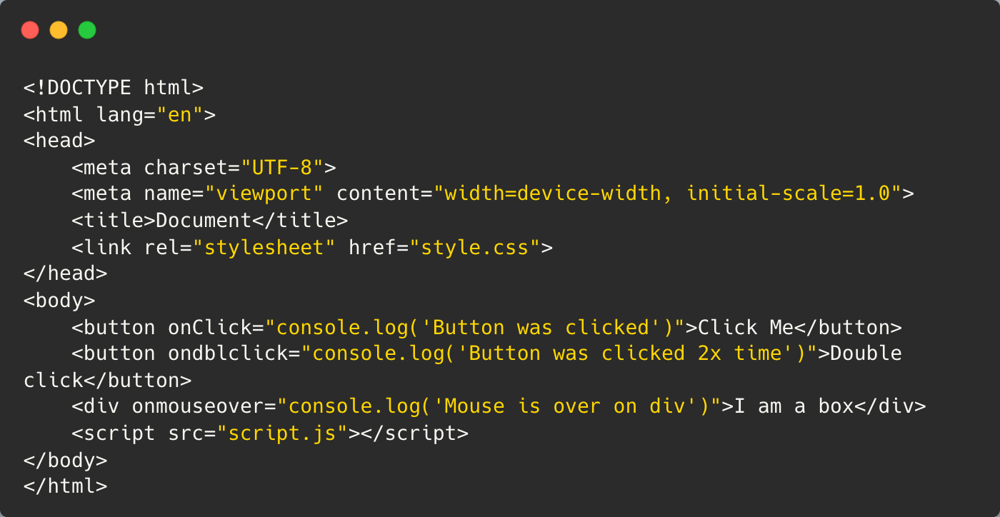 <!DOCTYPE html>
<html lang="en">
<head>
    <meta charset="UTF-8">
    <meta name="viewport" content="width=device-width, initial-scale=1.0">
    <title>Document</title>
    <link rel="stylesheet" href="style.css">
</head>
<body>
    <button onClick="console.log('Button was clicked')">Click Me</button>
    <button ondblclick="console.log('Button was clicked 2x time')">Double
click</button>
    <div onmouseover="console.log('Mouse is over on div')">I am a box</div>
    <script src="script.js"></script>
</body>
</html>